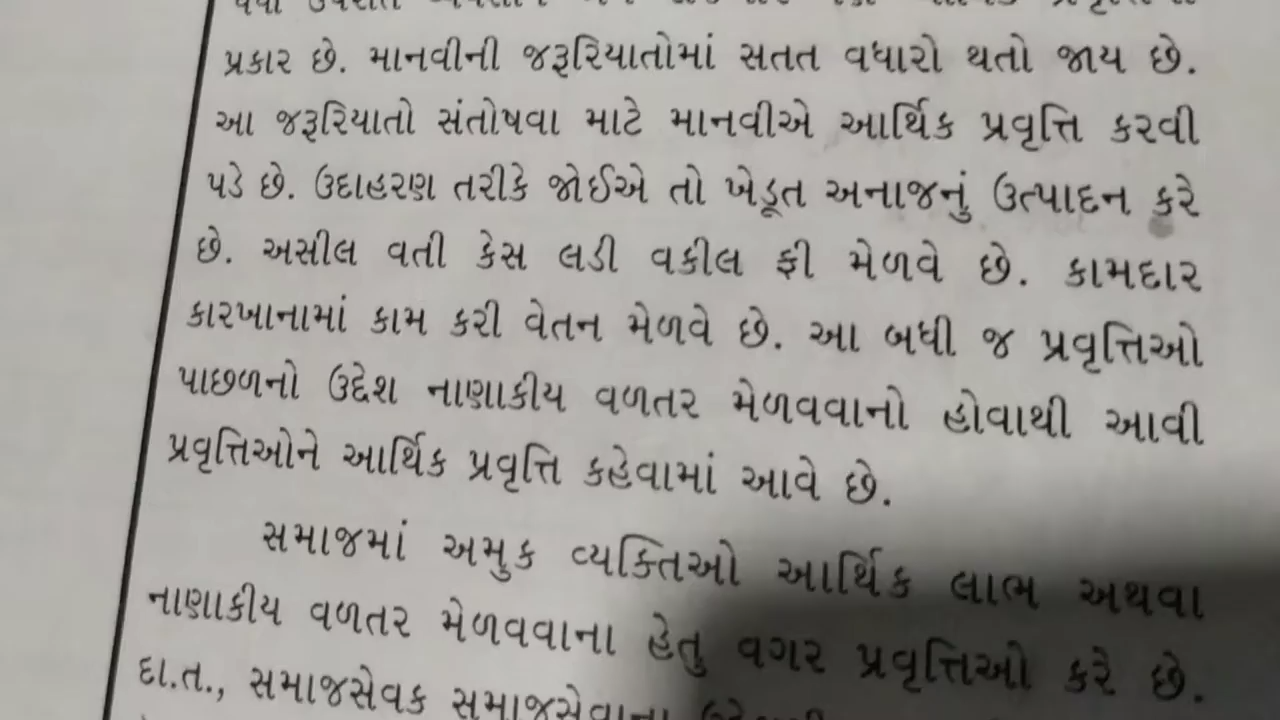 પ્રકાર છે. માનવીની જરૂરિયાતોમાં સતત વધારો થતો જાય છે.
આ જરૂરિયાતો સંતોષવા માટે માનવીએ આર્થિક પ્રવૃત્તિ કરવી
પડે છે. ઉદાહરણ તરીકે જોઈએ તો ખેડૂત અનાજનું ઉત્પાદન કરે
છે. અસીલ વતી કેસ લડી વકીલ ફી મેળવે છે. કામદાર
કારખાનામાં કામ કરી વેતન મેળવે છે. આ બધી જ પ્રવૃત્તિઓ
પાછળનો ઉદ્દેશ નાણાકીય વળતર મેળવવાનો હોવાથી આવી
પ્રવૃત્તિઓને આર્થિક પ્રવૃત્તિ કહેવામાં આવે છે.
સમાજમાં અમુક વ્યક્તિઓ આર્થિક લાભ અથવા
નાણાકીય વળતર મેળવવાના હેતુ વગર પ્રવૃત્તિઓ કરે છે.
દા.ત., સમાજસેવક સમાજસેવાના